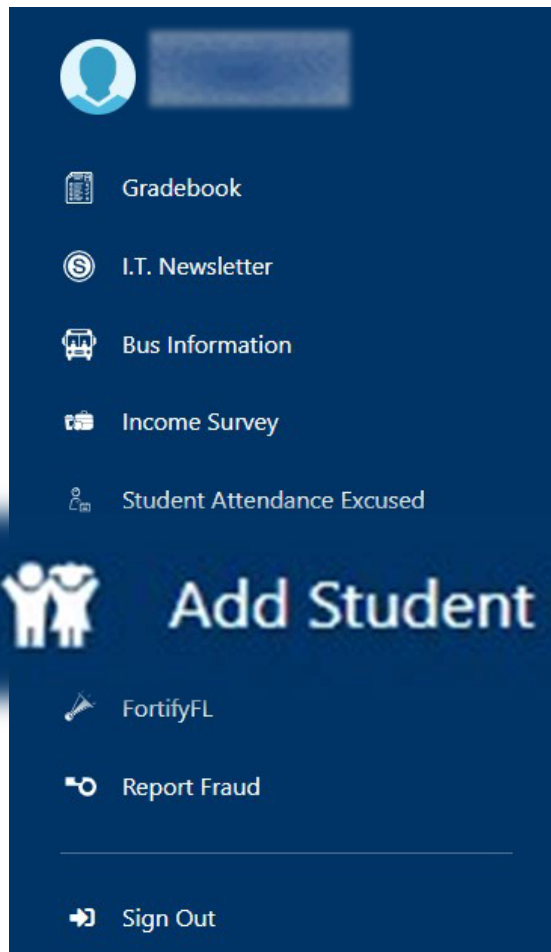 Gradebook
I.T. Newsletter
Bus Information
Income Survey
Student Attendance Excused
Add Student
FortifyFL
Report Fraud
Sign Out